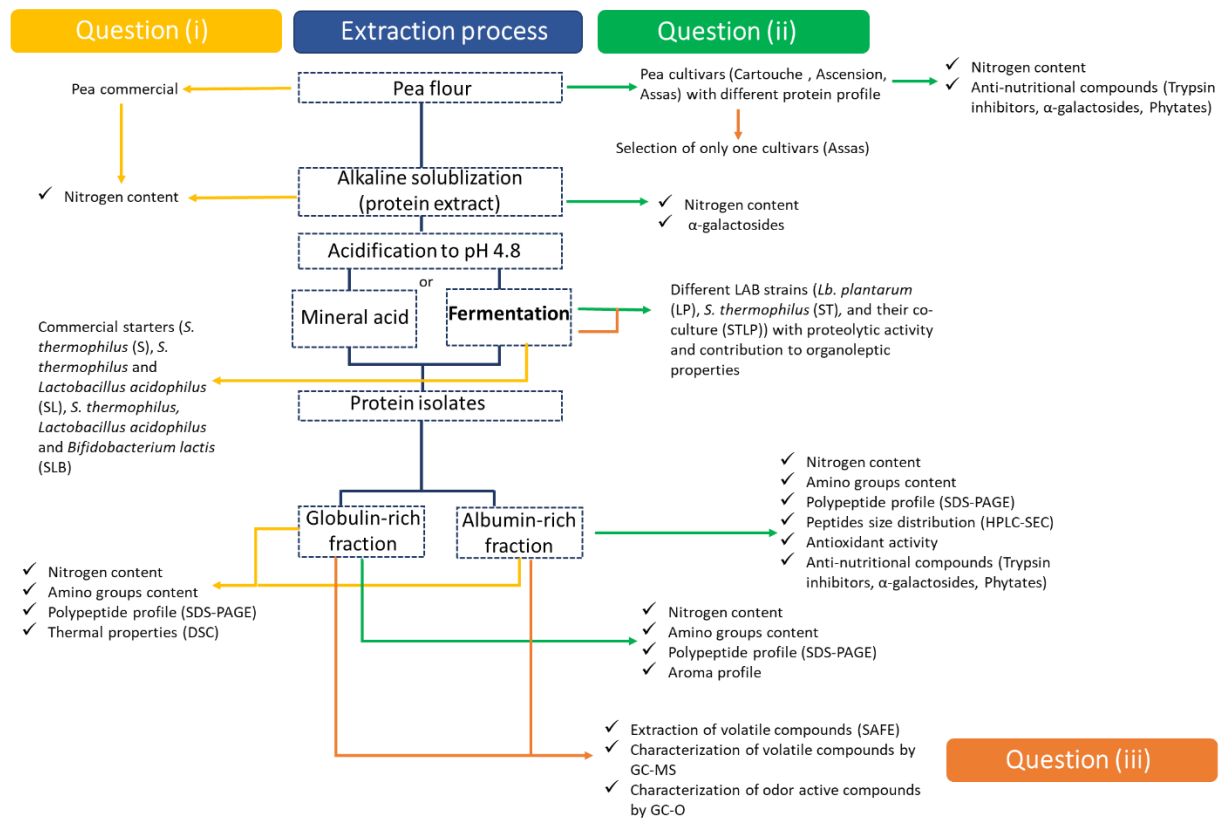 Question (i)
Extraction process
Question (ii)
Pea commercial
Pea flour
Pea cultivars (Cartouche , Ascension,
Assas) with different protein profile
✓ Nitrogen content
✓ Anti-nutritional compounds (Trypsin
inhibitors, α-galactosides, Phytates)
Selection of only one cultivars (Assas)
✓ Nitrogen content
Alkaline solublization
(protein extract)
✓ Nitrogen content
✓ α-galactosides
Acidification to pH 4.8
or
Mineral acid
Fermentation
Different LAB strains (Lb. plantarum
(LP), S. thermophilus (ST), and their co-
culture (STLP)) with proteolytic activity
and contribution to organoleptic
properties
Commercial starters (S.
thermophilus (S), S.
thermophilus and
Lactobacillus acidophilus
(SL), S. thermophilus,
Lactobacillus acidophilus
and Bifidobacterium lactis
(SLB)
Protein isolates
Globulin-rich
fraction
Albumin-rich
fraction
✓ Nitrogen content
✓ Amino groups content
✓ Polypeptide profile (SDS-PAGE)
✓ Peptides size distribution (HPLC-SEC)
✓ Antioxidant activity
✓ Anti-nutritional compounds (Trypsin
inhibitors, α-galactosides, Phytates)
✓ Nitrogen content
✓ Amino groups content
✓ Polypeptide profile (SDS-PAGE)
✓ Thermal properties (DSC)
✓ Nitrogen content
✓ Amino groups content
✓ Polypeptide profile (SDS-PAGE)
✓ Aroma profile
✓ Extraction of volatile compounds (SAFE)
✓ Characterization of volatile compounds by
GC-MS
✓ Characterization of odor active compounds
by GC-O
Question (iii)